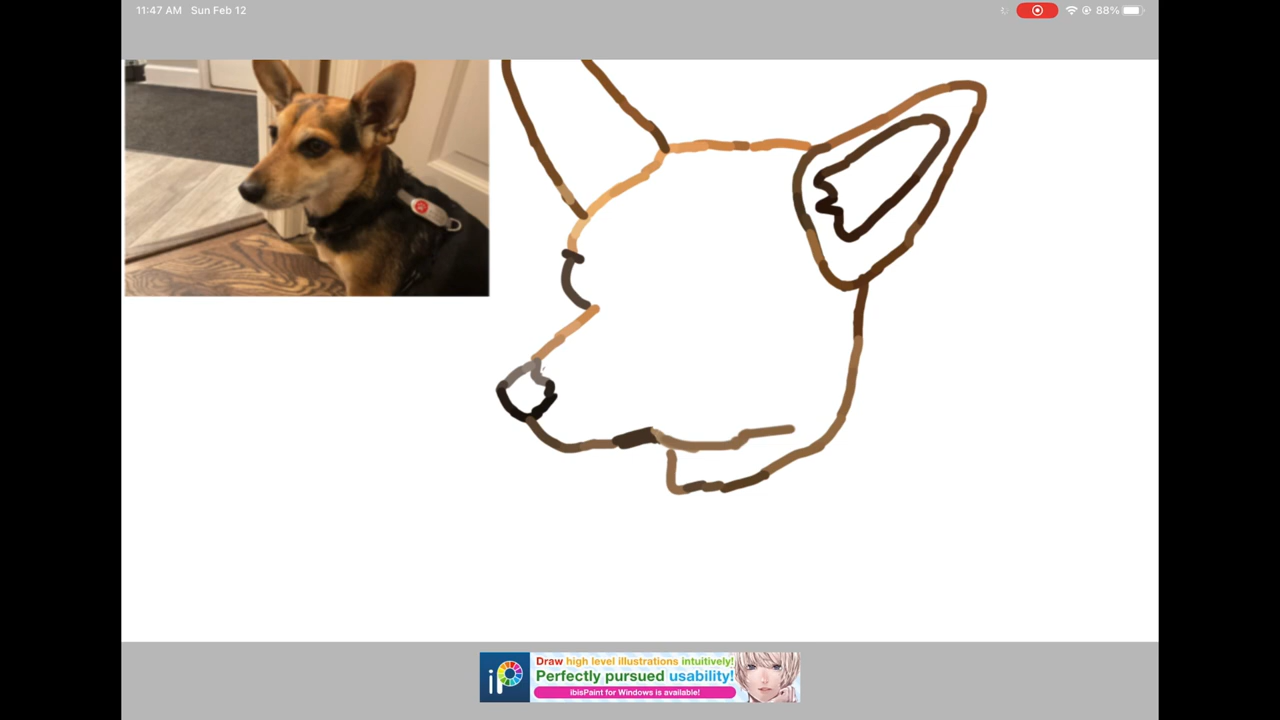 11:47 AM Sun Feb 12
88%
Draw high level illustrations intuitively!
iP
Perfectly pursued usability!
ibisPaint for Windows is available!